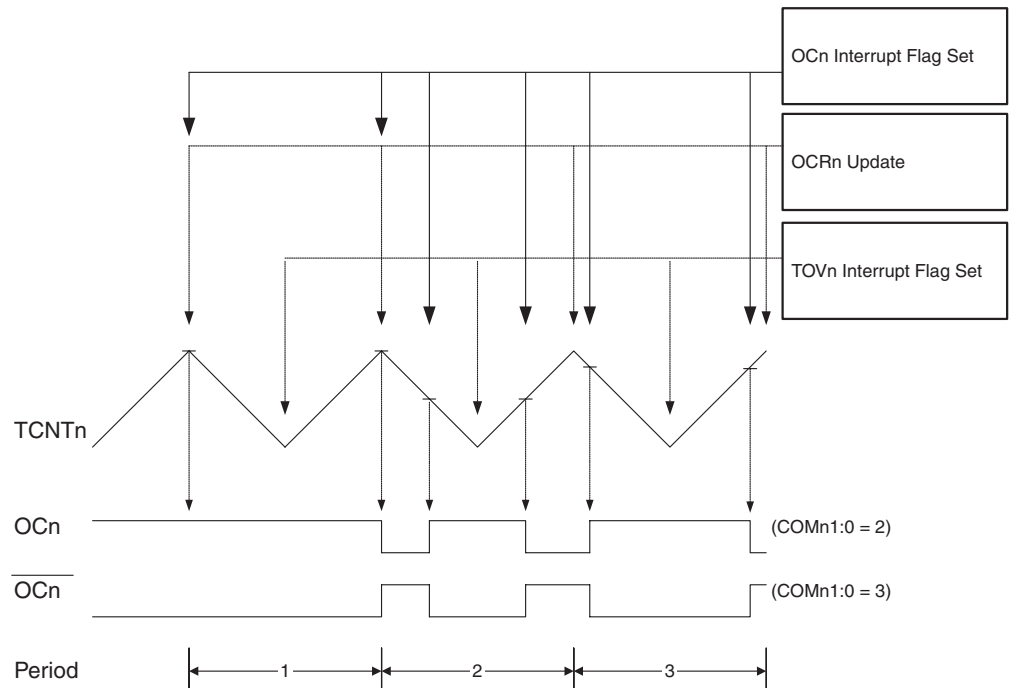 OCn Interrupt Flag Set
OCRn Update
TOVn Interrupt Flag Set
TCNTn
OCn
(COMn1:0 = 2)
OCn
(COMn1:0 = 3)
Period
1
2
3